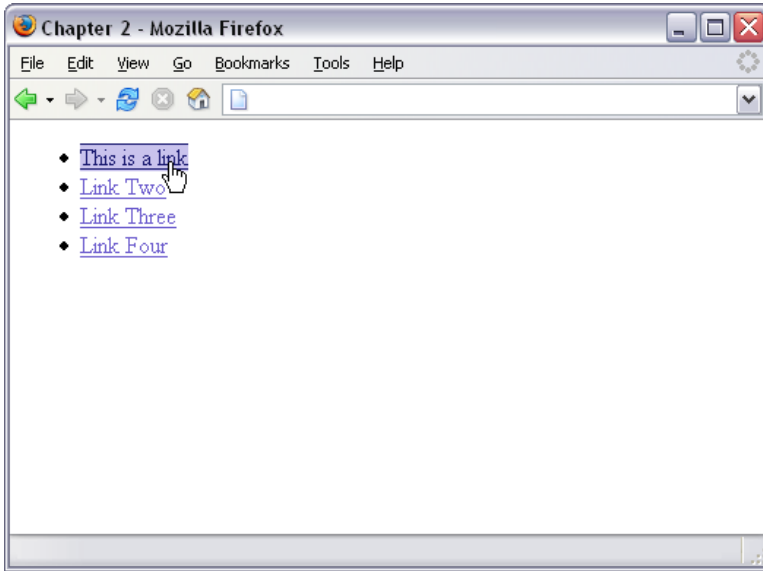 Chapter 2 - Mozilla Firefox
File Edit View Go Bookmarks Tools Help
This is a link
Link Two
Link Three
Link Four